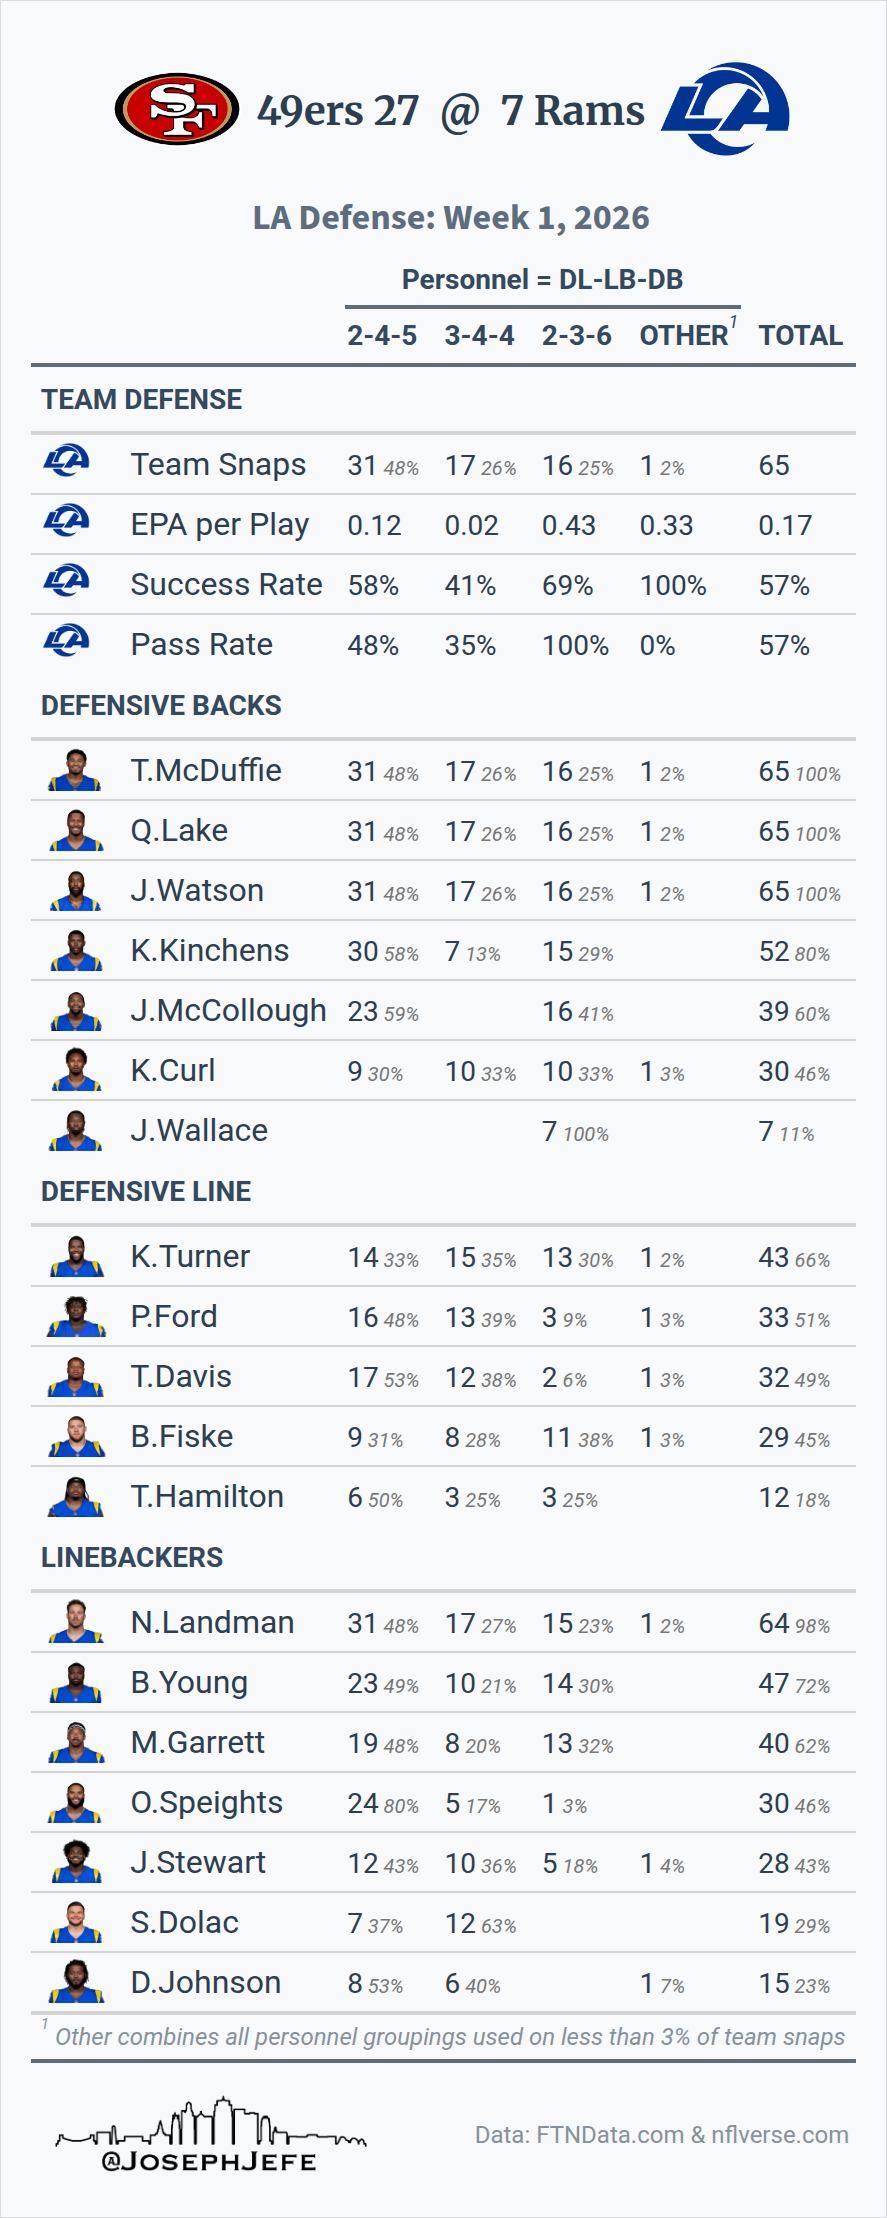 SF 49ers 27 @ 7 Rams LA
LA Defense: Week 1, 2026
Personnel = DL-LB-DB
2-4-5 3-4-4 2-3-6 OTHER1 TOTAL
TEAM DEFENSE
LA Team Snaps 31 48% 17 26% 16 25% 1 2% 65
LA EPA per Play 0.12 0.02 0.43 0.33 0.17
LA Success Rate 58% 41% 69% 100% 57%
LA Pass Rate 48% 35% 100% 0% 57%
DEFENSIVE BACKS
T.McDuffie 31 48% 17 26% 16 25% 1 2% 65 100%
Q.Lake 31 48% 17 26% 16 25% 1 2% 65 100%
J.Watson 31 48% 17 26% 16 25% 1 2% 65 100%
K.Kinchens 30 58% 7 13% 15 29% 52 80%
J.McCollough 23 59% 16 41% 39 60%
K.Curl 9 30% 10 33% 10 33% 1 3% 30 46%
J.Wallace 7 100% 7 11%
DEFENSIVE LINE
K.Turner 14 33% 15 35% 13 30% 1 2% 43 66%
P.Ford 16 48% 13 39% 3 9% 1 3% 33 51%
T.Davis 17 53% 12 38% 2 6% 1 3% 32 49%
B.Fiske 9 31% 8 28% 11 38% 1 3% 29 45%
T.Hamilton 6 50% 3 25% 3 25% 12 18%
LINEBACKERS
N.Landman 31 48% 17 27% 15 23% 1 2% 64 98%
B.Young 23 49% 10 21% 14 30% 47 72%
M.Garrett 19 48% 8 20% 13 32% 40 62%
O.Speights 24 80% 5 17% 1 3% 30 46%
J.Stewart 12 43% 10 36% 5 18% 1 4% 28 43%
S.Dolac 7 37% 12 63% 19 29%
D.Johnson 8 53% 6 40% 1 7% 15 23%
1 Other combines all personnel groupings used on less than 3% of team snaps
@JOSEPHJEFE
Data: FTNData.com & nflverse.com